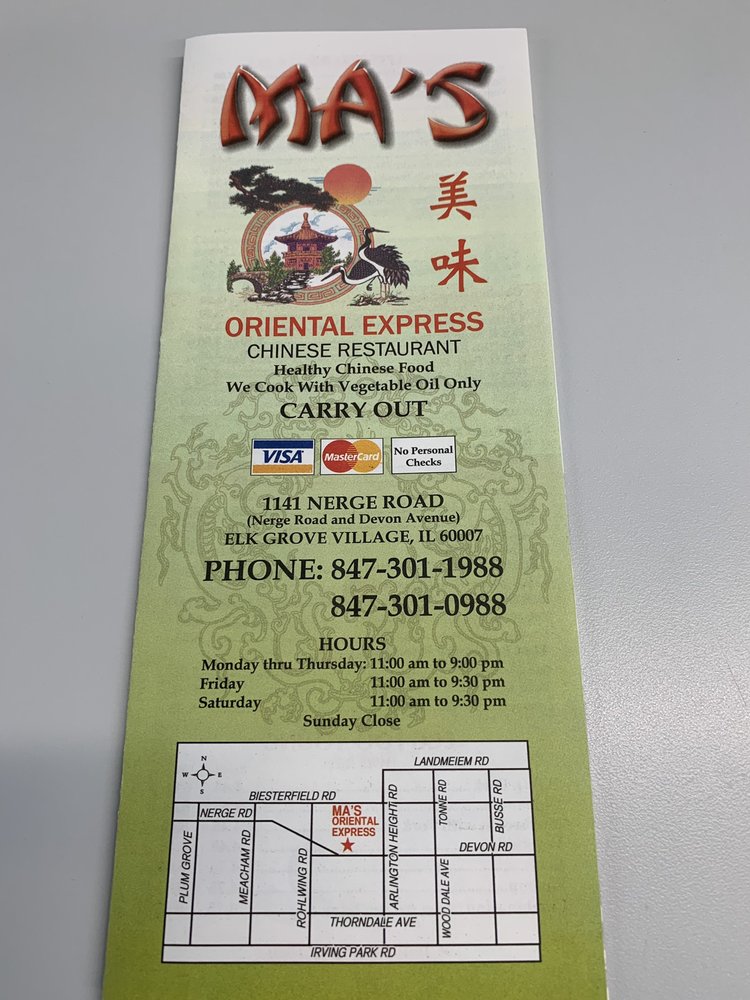 MA'S
美
味
ORIENTAL EXPRESS
CHINESE RESTAURANT
Healthy Chinese Food
We Cook With Vegetable Oil Only
CARRY OUT
VISA
MasterCard
No Personal
Checks
1141 NERGE ROAD
(Nerge Road and Devon Avenue)
ELK GROVE VILLAGE, IL 60007
PHONE: 847-301-1988
847-301-0988
HOURS
Monday thru Thursday: 11:00 am to 9:00 pm
Friday 11:00 am to 9:30 pm
Saturday 11:00 am to 9:30 pm
Sunday Close
N
W E
S
LANDMEIEM RD
BIESTERFIELD RD
NERGE RD
MA'S
ORIENTAL
EXPRESS
PLUM GROVE
MEACHAM RD
ROHLWING RD
ARLINGTON HEIGHT RD
TONNE RD
BUSSE RD
DEVON RD
WOOD DALE AVE
THORNDALE AVE
IRVING PARK RD